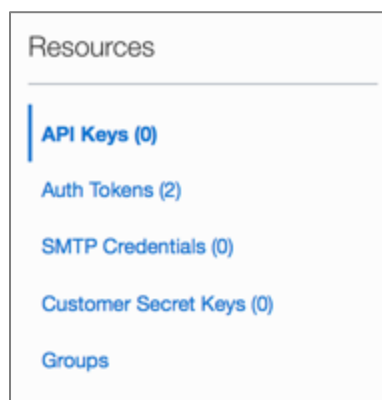 Resources
API Keys (0)
Auth Tokens (2)
SMTP Credentials (0)
Customer Secret Keys (0)
Groups